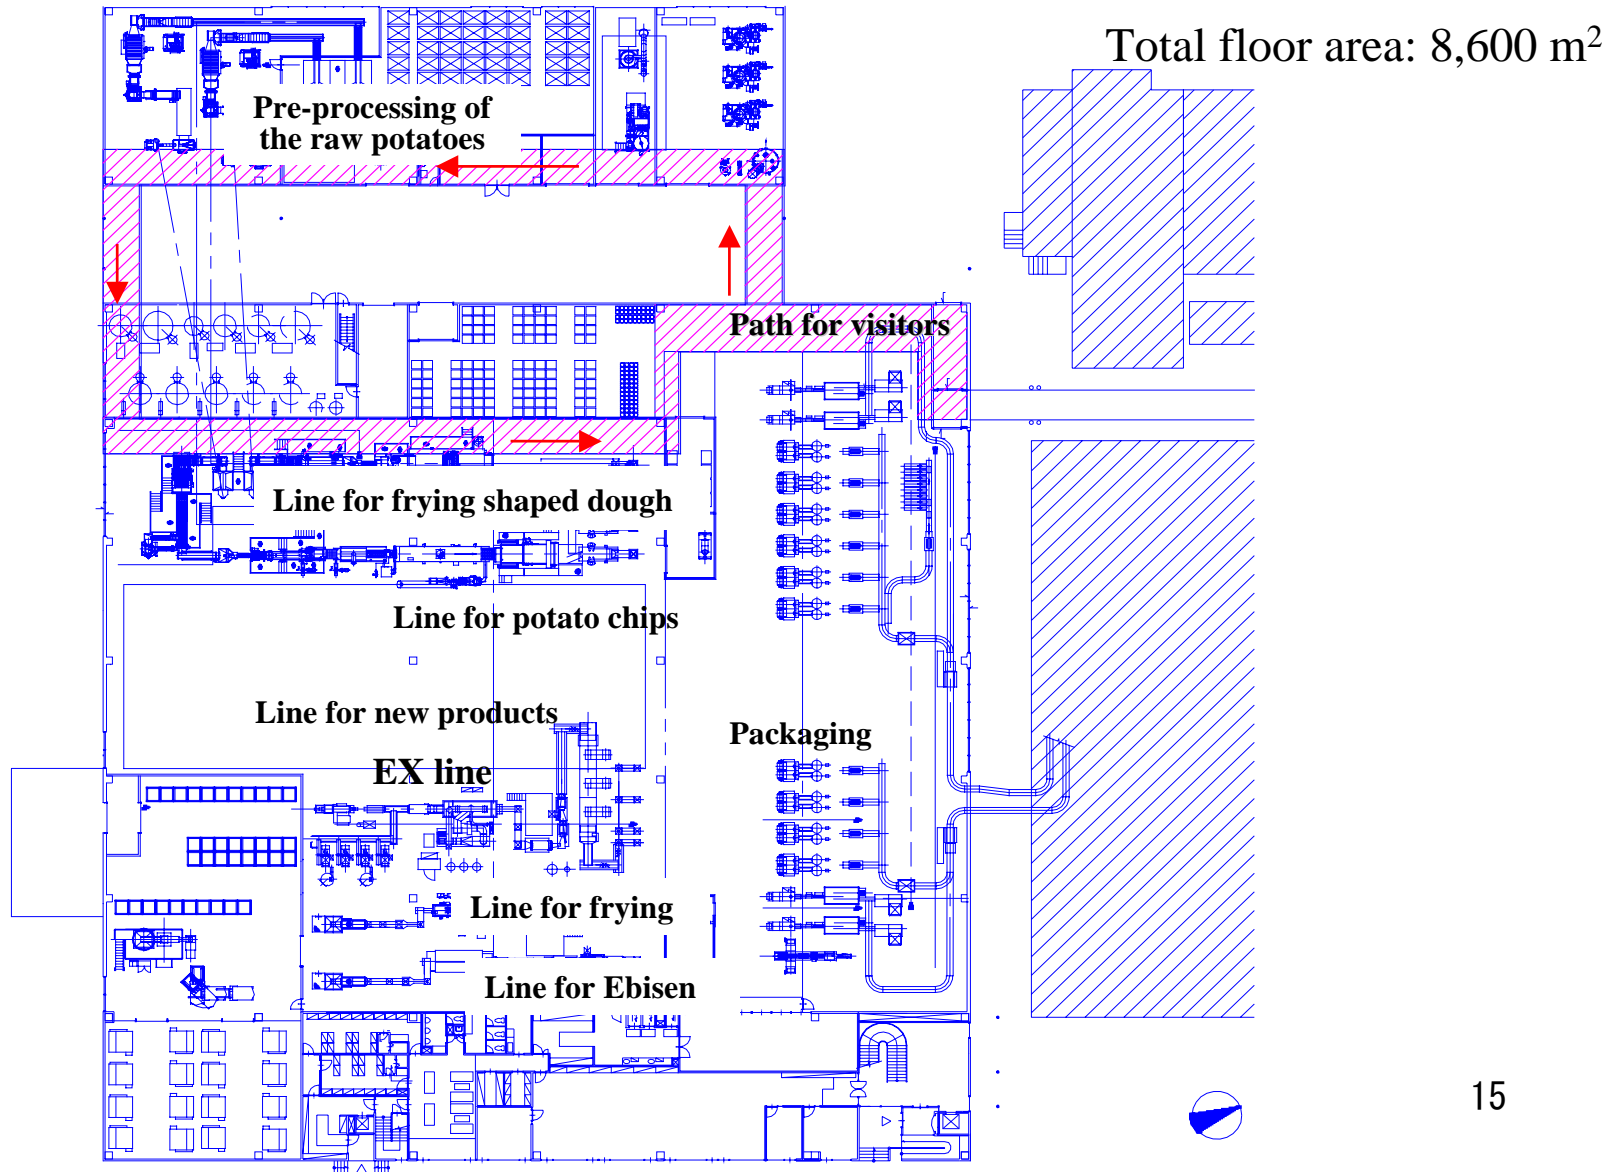 Total floor area: 8,600 m²
Pre-processing of
the raw potatoes
Path for visitors
Line for frying shaped dough
Line for potato chips
Line for new products
Packaging
EX line
Line for frying
Line for Ebisen
15